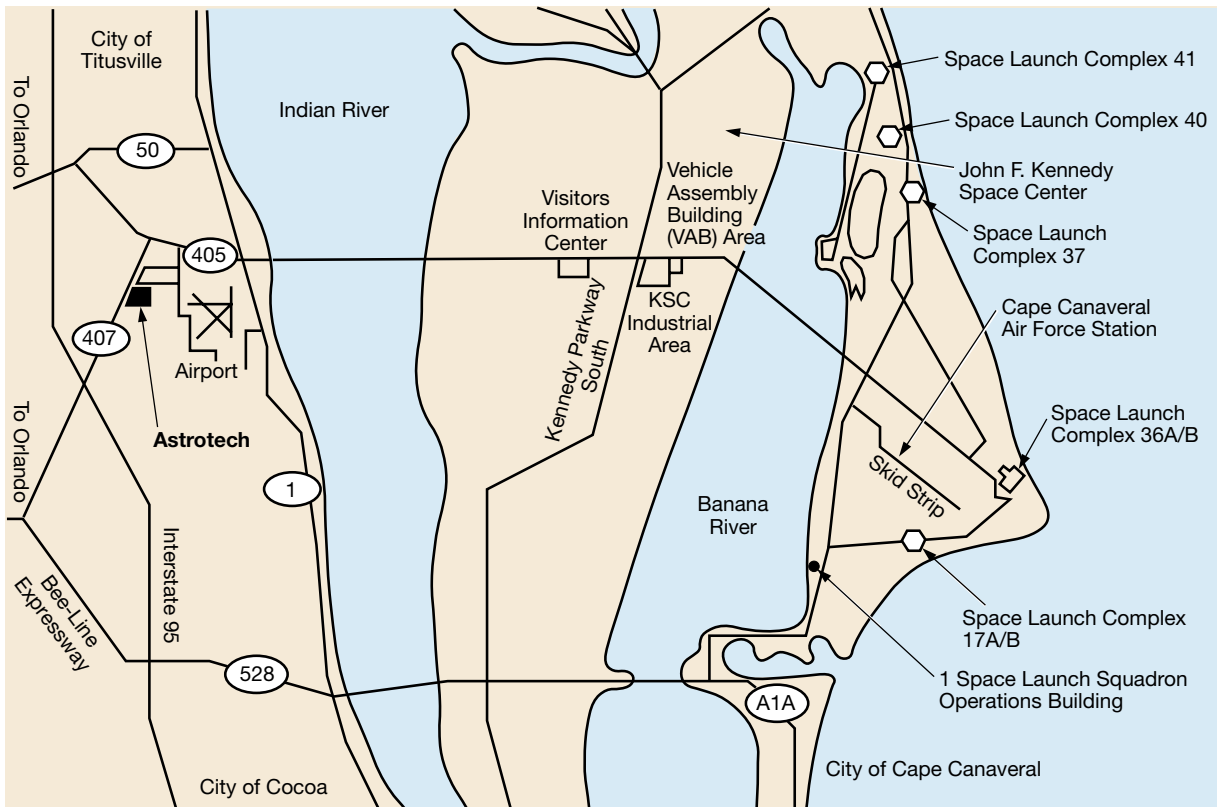 City of
Titusville
To Orlando
Indian River
50
Space Launch Complex 41
Space Launch Complex 40
John F. Kennedy
Space Center
Vehicle
Assembly
Building
(VAB) Area
Visitors
Information
Center
Space Launch
Complex 37
405
KSC
Industrial
Area
Kennedy Parkway
South
Cape Canaveral
Air Force Station
407
Airport
To Orlando
Astrotech
Space Launch
Complex 36A/B
Skid Strip
1
Banana
River
Interstate 95
Bee-Line
Expressway
Space Launch Complex
17A/B
528
1 Space Launch Squadron
Operations Building
A1A
City of Cocoa
City of Cape Canaveral